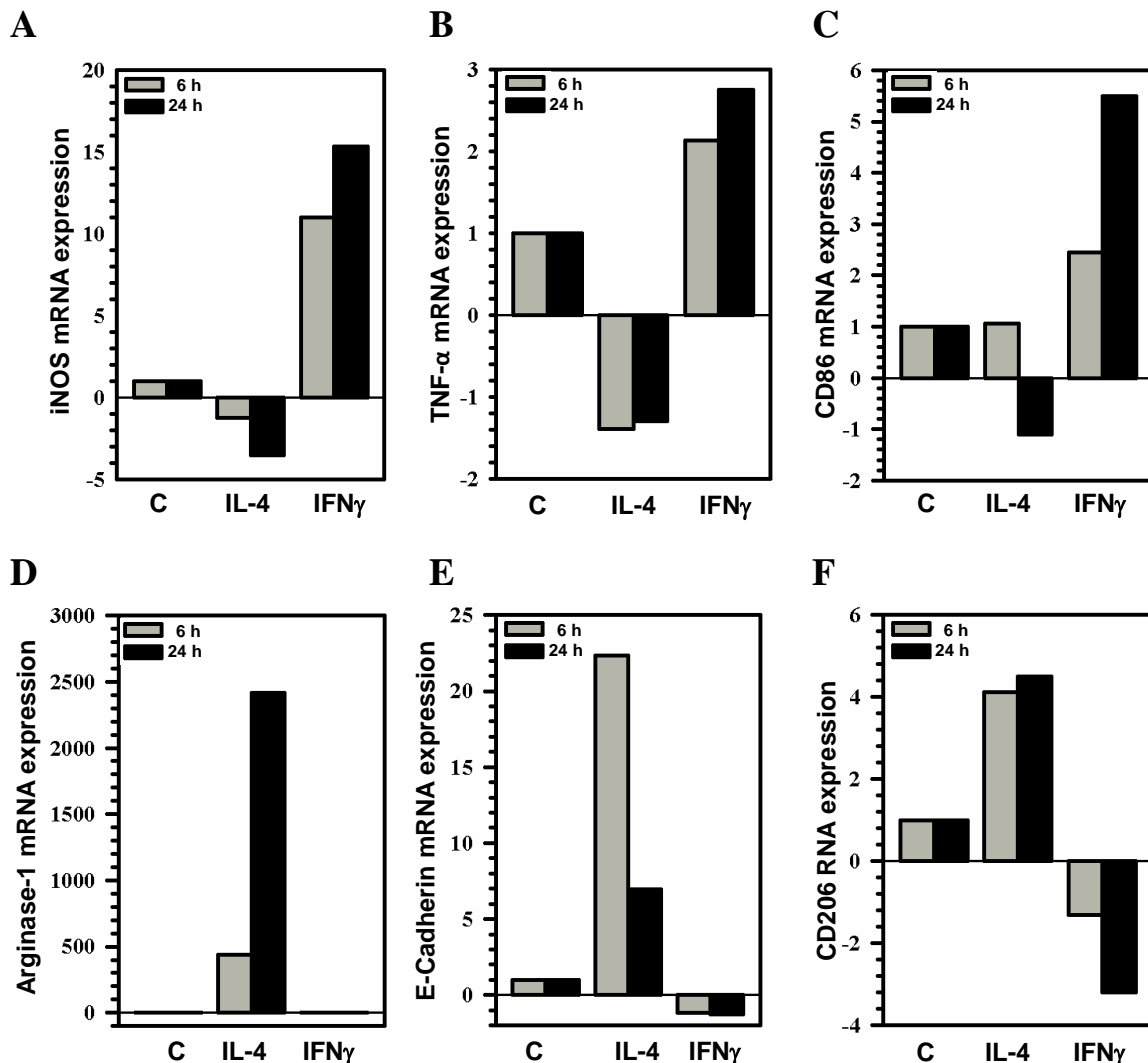 A
iNOS mRNA expression
20
15
10
5
0
-5
6 h
24 h
C IL-4 IFNγ
B
TNF-α mRNA expression
3
2
1
0
-1
-2
6 h
24 h
C IL-4 IFNγ
C
CD86 mRNA expression
6
5
4
3
2
1
0
-1
-2
6 h
24 h
C IL-4 IFNγ
D
Arginase-1 mRNA expression
3000
2500
2000
1500
1000
500
0
6 h
24 h
C IL-4 IFNγ
E
E-Cadherin mRNA expression
25
20
15
10
5
0
6 h
24 h
C IL-4 IFNγ
F
CD206 RNA expression
6
4
2
0
-2
-4
6 h
24 h
C IL-4 IFNγ